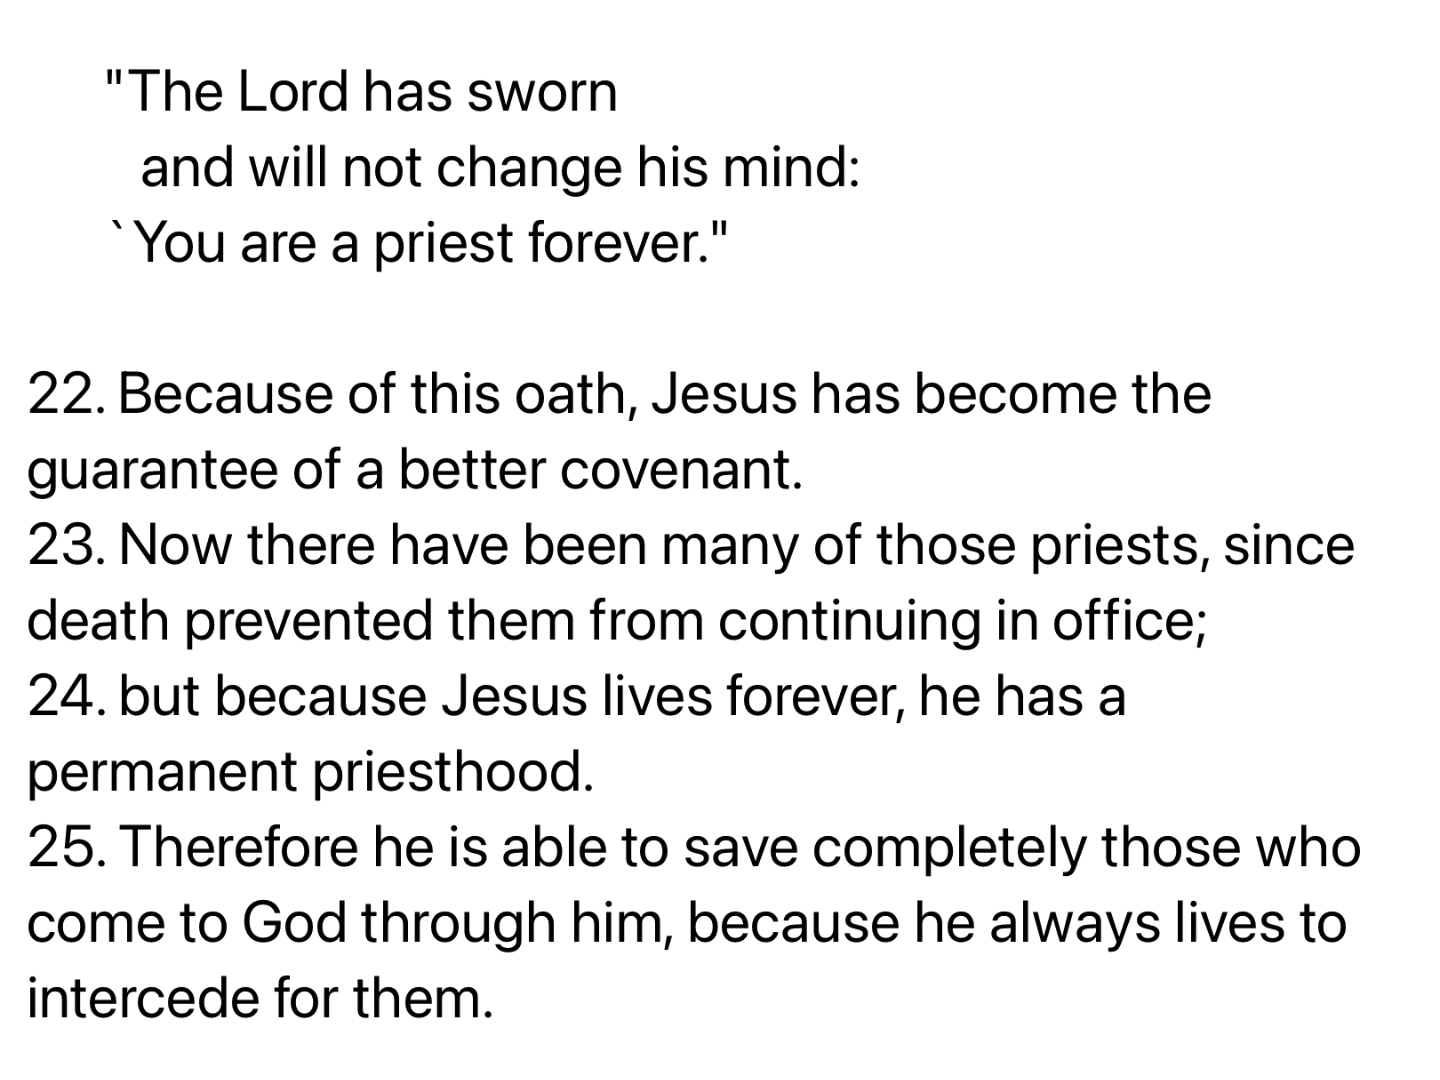 "The Lord has sworn
and will not change his mind:
`You are a priest forever."
22. Because of this oath, Jesus has become the
guarantee of a better covenant.
23. Now there have been many of those priests, since
death prevented them from continuing in office;
24. but because Jesus lives forever, he has a
permanent priesthood.
25. Therefore he is able to save completely those who
come to God through him, because he always lives to
intercede for them.